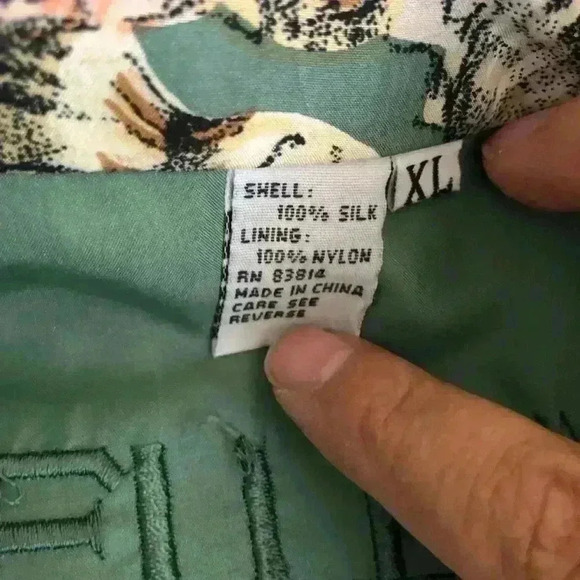 SHELL:
100% SILK
LINING:
100% NYLON
RN 83814
MADE IN CHINA
CARE SEE
REVERSE
XL